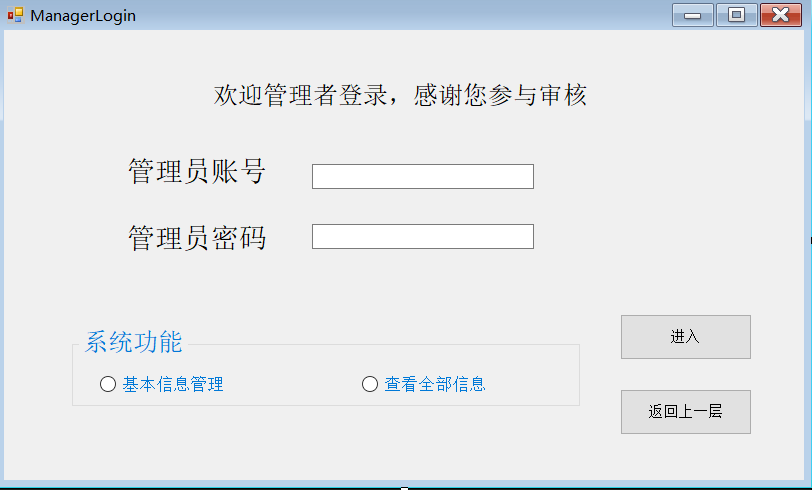 ManagerLogin
欢迎管理者登录，感谢您参与审核
管理员账号
管理员密码
系统功能
基本信息管理
查看全部信息
进入
返回上一层